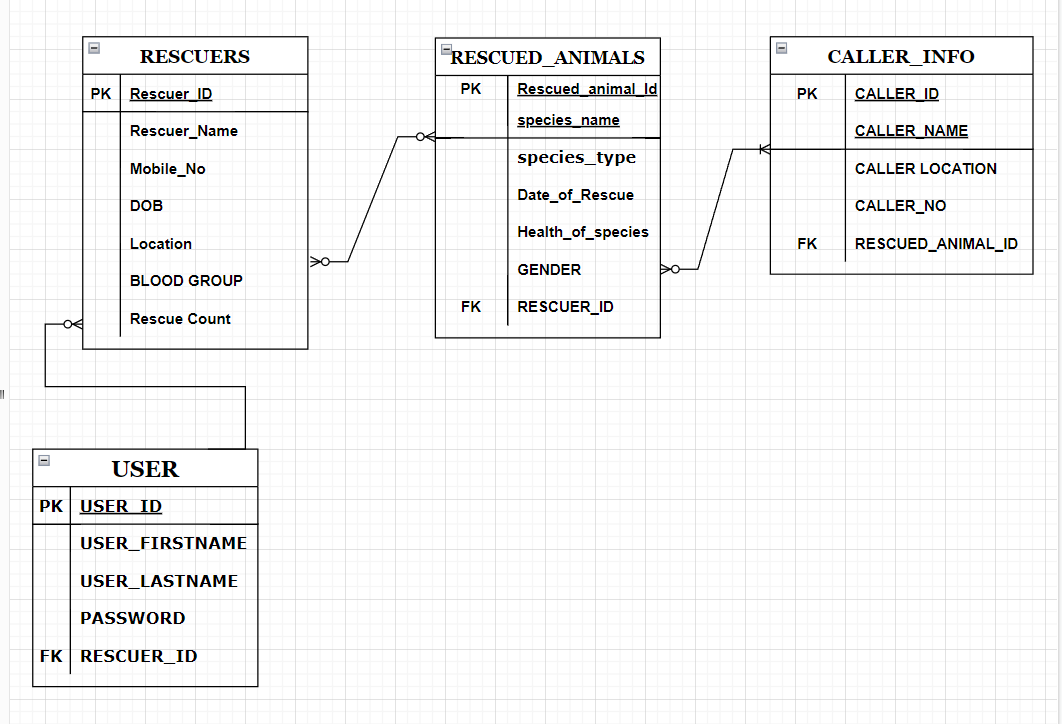 RESCUERS
PK Rescuer_ID
Rescuer_Name
Mobile_No
DOB
Location
BLOOD GROUP
Rescue Count
RESCUED_ANIMALS
PK Rescued_animal_Id
species_name
species_type
Date_of_Rescue
Health_of_species
GENDER
FK RESCUER_ID
CALLER_INFO
PK CALLER_ID
CALLER_NAME
CALLER LOCATION
CALLER_NO
FK RESCUED_ANIMAL_ID
USER
PK USER_ID
USER_FIRSTNAME
USER_LASTNAME
PASSWORD
FK RESCUER_ID